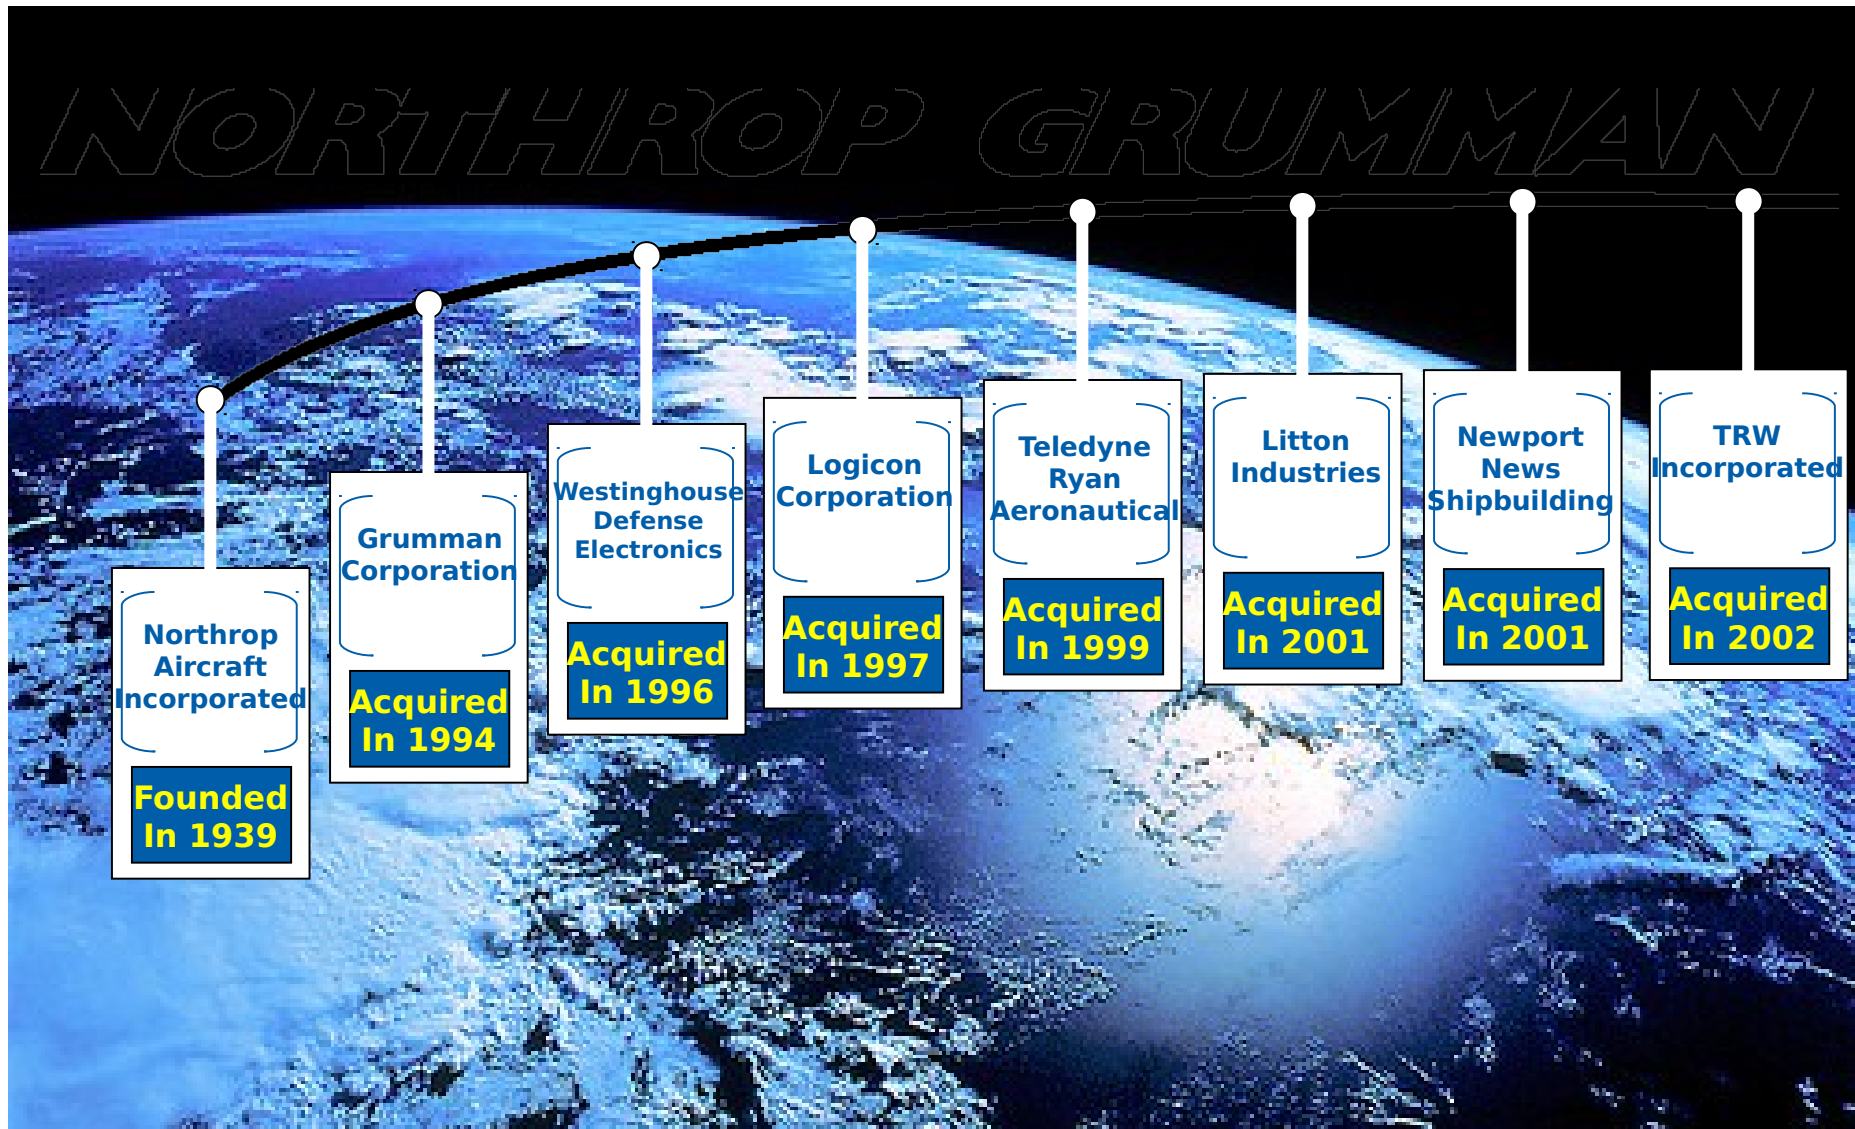 NORTHROP GRUMMAN
Northrop
Aircraft
Incorporated
Founded
In 1939
Grumman
Corporation
Acquired
In 1994
Westinghouse
Defense
Electronics
Acquired
In 1996
Logicon
Corporation
Acquired
In 1997
Teledyne
Ryan
Aeronautical
Acquired
In 1999
Litton
Industries
Acquired
In 2001
Newport
News
Shipbuilding
Acquired
In 2001
TRW
Incorporated
Acquired
In 2002